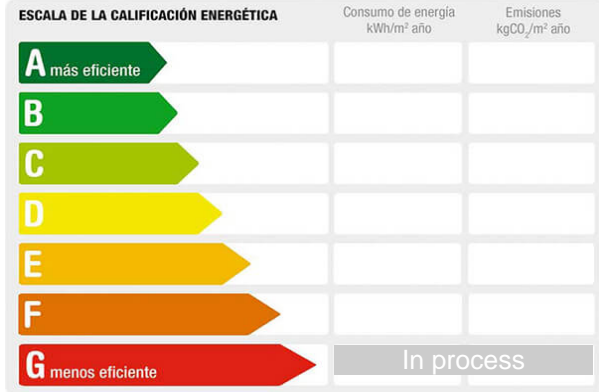 ESCALA DE LA CALIFICACIÓN ENERGÉTICA
Consumo de energía
kWh/m² año
Emisiones
kgCO₂/m² año
A más eficiente
B
C
D
E
F
G menos eficiente
In process